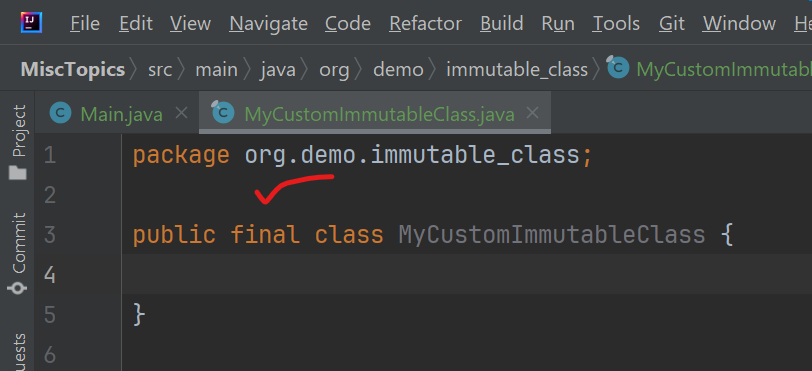 IJ File Edit View Navigate Code Refactor Build Run Tools Git Window He
MiscTopics src main java org demo immutable_class MyCustomImmutabl
Main.java MyCustomImmutableClass.java
Project
Commit
uests
1 package org.demo.immutable_class;
2
3 public final class MyCustomImmutableClass {
4
5 }
6